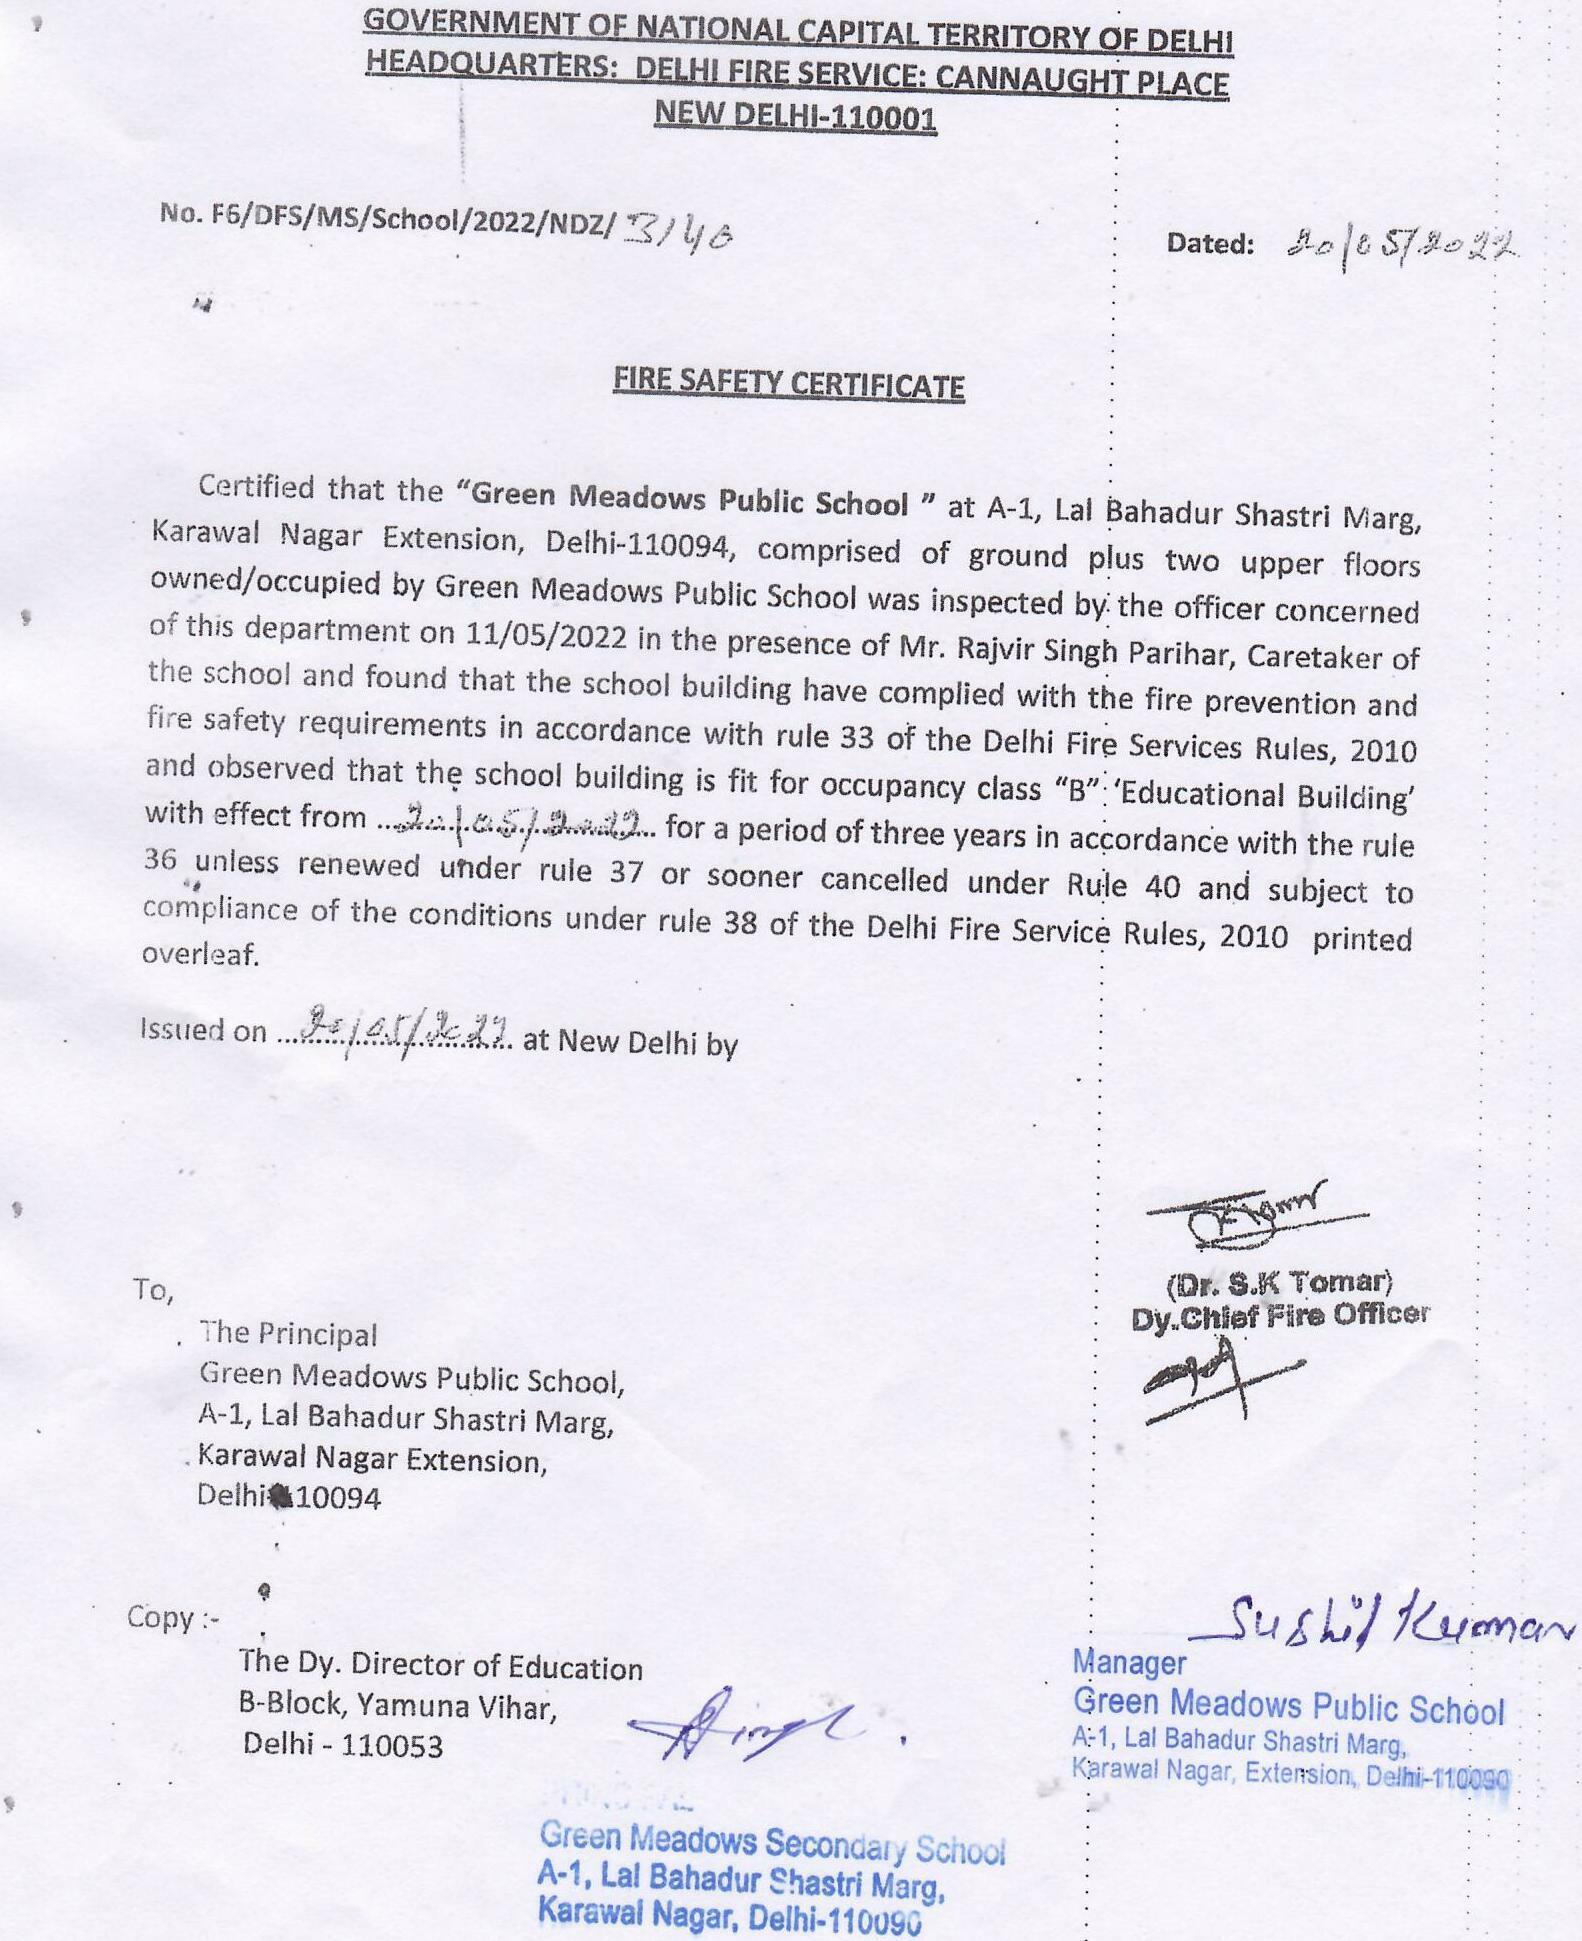 GOVERNMENT OF NATIONAL CAPITAL TERRITORY OF DELHI
HEADQUARTERS: DELHI FIRE SERVICE: CANNAUGHT PLACE
NEW DELHI-110001
No. F6/DFS/MS/School/2022/NDZ/ 3/40
Dated: 20/05/2022
FIRE SAFETY CERTIFICATE
Certified that the “Green Meadows Public School ” at A-1, Lal Bahadur Shastri Marg,
Karawal Nagar Extension, Delhi-110094, comprised of ground plus two upper floors
owned/occupied by Green Meadows Public School was inspected by the officer concerned
of this department on 11/05/2022 in the presence of Mr. Rajvir Singh Parihar, Caretaker of
the school and found that the school building have complied with the fire prevention and
fire safety requirements in accordance with rule 33 of the Delhi Fire Services Rules, 2010
and observed that the school building is fit for occupancy class “B” ‘Educational Building’
with effect from ...20/05/2022... for a period of three years in accordance with the rule
36 unless renewed under rule 37 or sooner cancelled under Rule 40 and subject to
compliance of the conditions under rule 38 of the Delhi Fire Service Rules, 2010 printed
overleaf.
Issued on ...20/05/2022... at New Delhi by
(Dr. S.K Tomar)
Dy.Chief Fire Officer
To,
The Principal
Green Meadows Public School,
A-1, Lal Bahadur Shastri Marg,
Karawal Nagar Extension,
Delhi 110094
Copy :-
The Dy. Director of Education
B-Block, Yamuna Vihar,
Delhi - 110053
Sushil Kumar
Manager
Green Meadows Public School
A-1, Lal Bahadur Shastri Marg,
Karawal Nagar, Extension, Delhi-110090
Singh
Green Meadows Secondary School
A-1, Lal Bahadur Shastri Marg,
Karawal Nagar, Delhi-110090